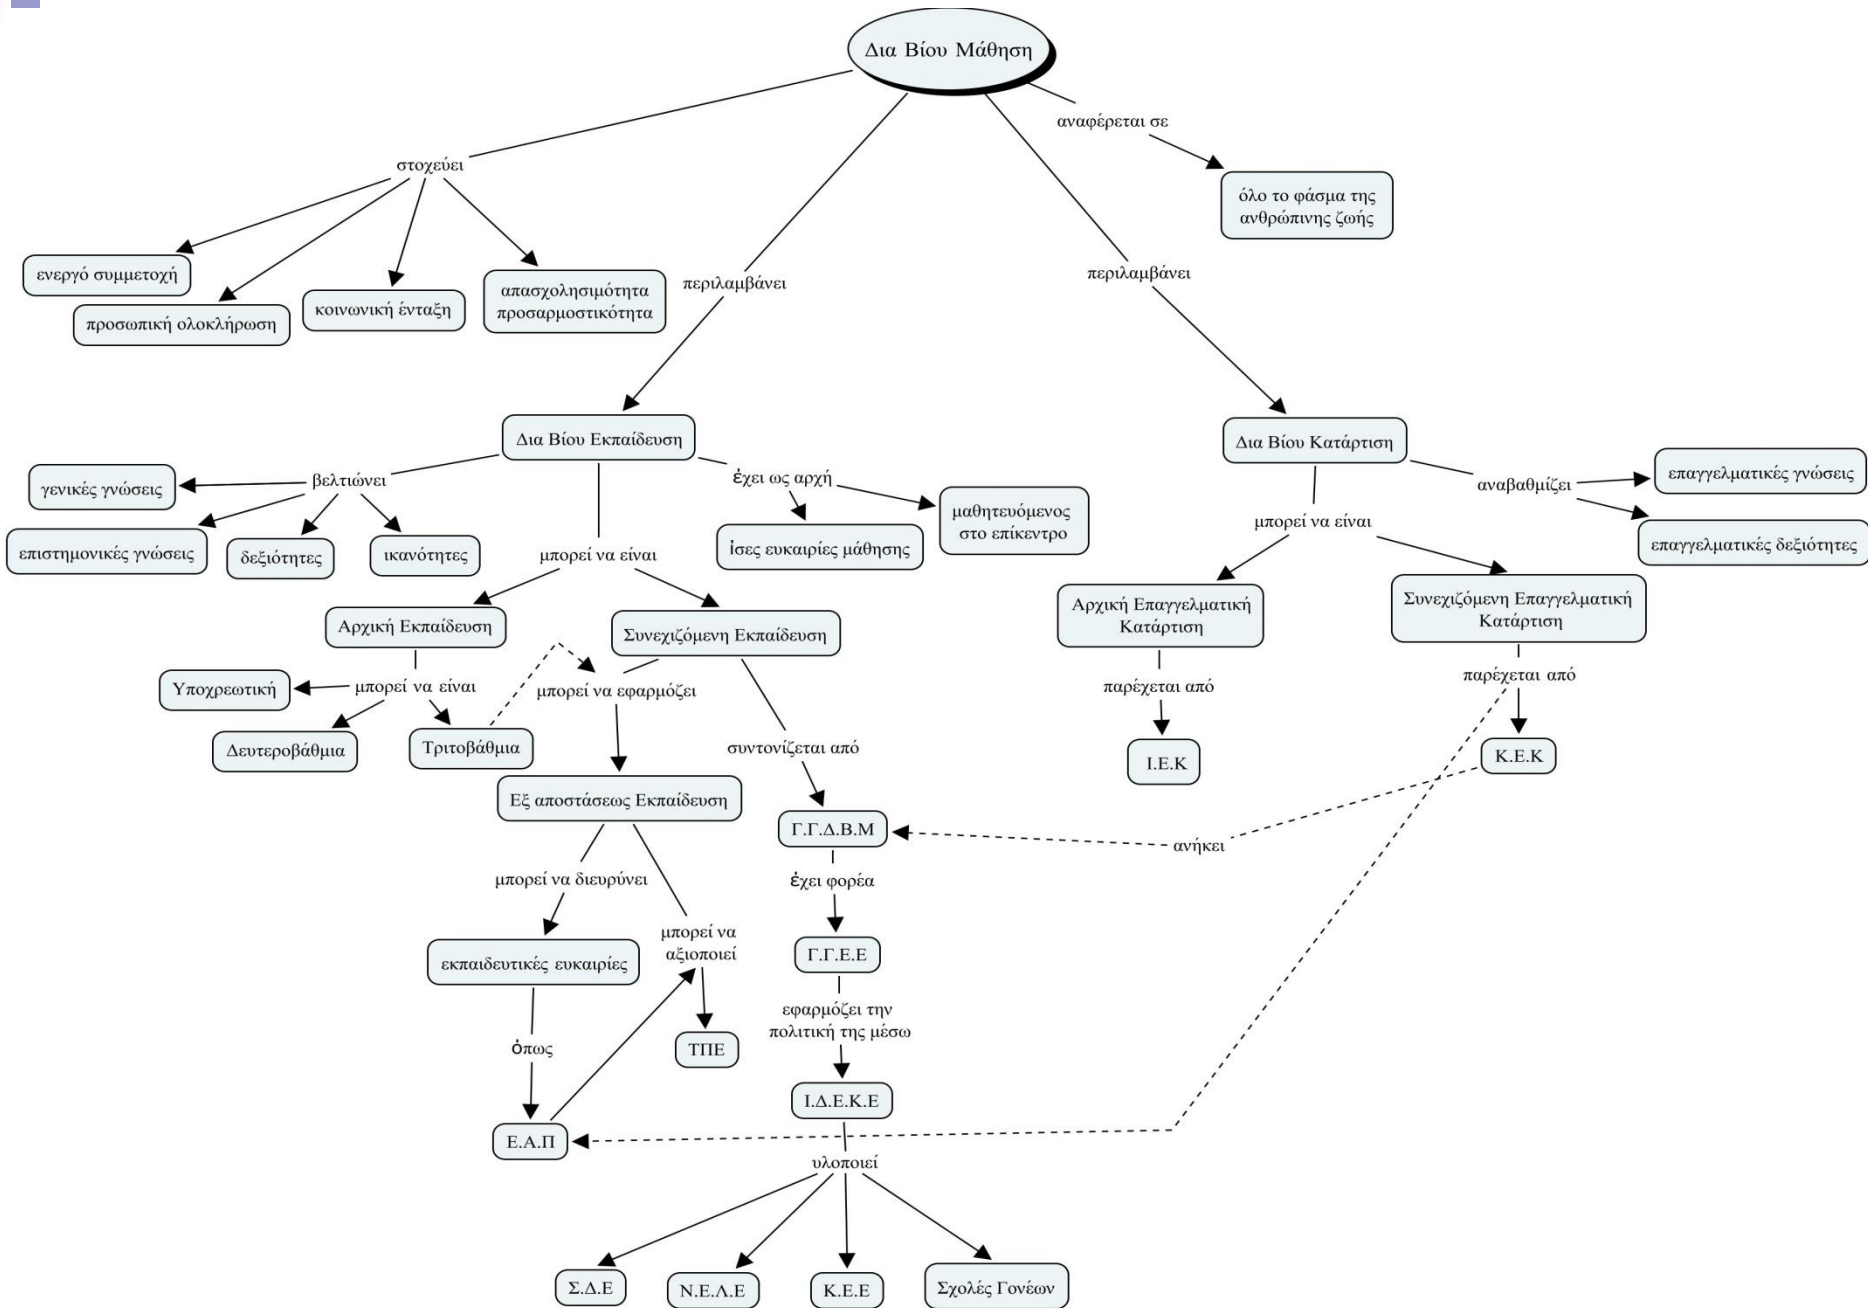 Δια Βίου Μάθηση
αναφέρεται σε
στοχεύει
όλο το φάσμα της
ανθρώπινης ζωής
ενεργό συμμετοχή
προσωπική ολοκλήρωση
κοινωνική ένταξη
απασχολησιμότητα
προσαρμοστικότητα
περιλαμβάνει
περιλαμβάνει
Δια Βίου Εκπαίδευση
Δια Βίου Κατάρτιση
γενικές γνώσεις
βελτιώνει
έχει ως αρχή
αναβαθμίζει
επαγγελματικές γνώσεις
επιστημονικές γνώσεις
δεξιότητες
ικανότητες
μπορεί να είναι
ίσες ευκαιρίες μάθησης
μαθητευόμενος
στο επίκεντρο
μπορεί να είναι
επαγγελματικές δεξιότητες
Αρχική Εκπαίδευση
Συνεχιζόμενη Εκπαίδευση
Αρχική Επαγγελματική
Κατάρτιση
Συνεχιζόμενη Επαγγελματική
Κατάρτιση
Υποχρεωτική
μπορεί να είναι
μπορεί να εφαρμόζει
παρέχεται από
παρέχεται από
Δευτεροβάθμια
Τριτοβάθμια
συντονίζεται από
Ι.Ε.Κ
Κ.Ε.Κ
Εξ αποστάσεως Εκπαίδευση
Γ.Γ.Δ.Β.Μ
ανήκει
μπορεί να διευρύνει
έχει φορέα
μπορεί να
αξιοποιεί
εκπαιδευτικές ευκαιρίες
Γ.Γ.Ε.Ε
εφαρμόζει την
πολιτική της μέσω
όπως
ΤΠΕ
Ι.Δ.Ε.Κ.Ε
Ε.Α.Π
υλοποιεί
Σ.Δ.Ε
Ν.Ε.Λ.Ε
Κ.Ε.Ε
Σχολές Γονέων